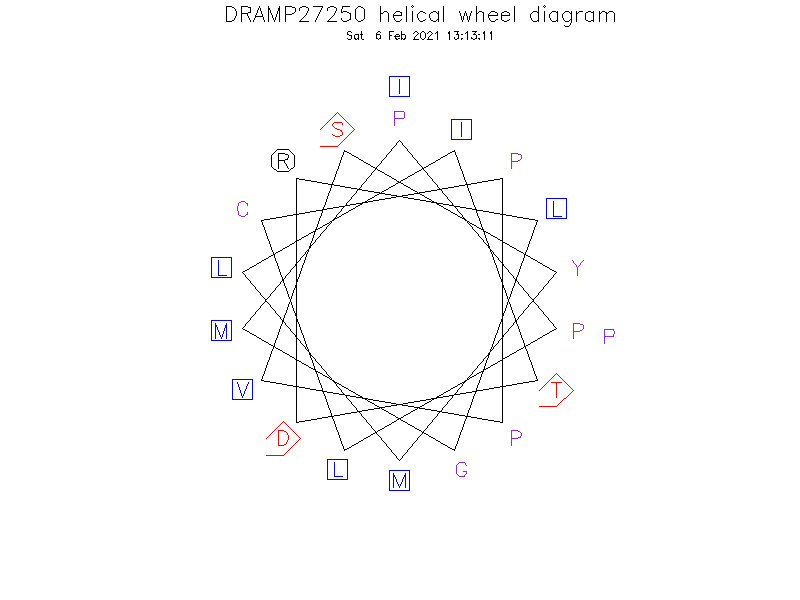 DRAMP27250 helical wheel diagram
Sat 6 Feb 2021 13:13:11
I
P
S I
R P
C L
L Y
M P P
V T
D P
L G
M